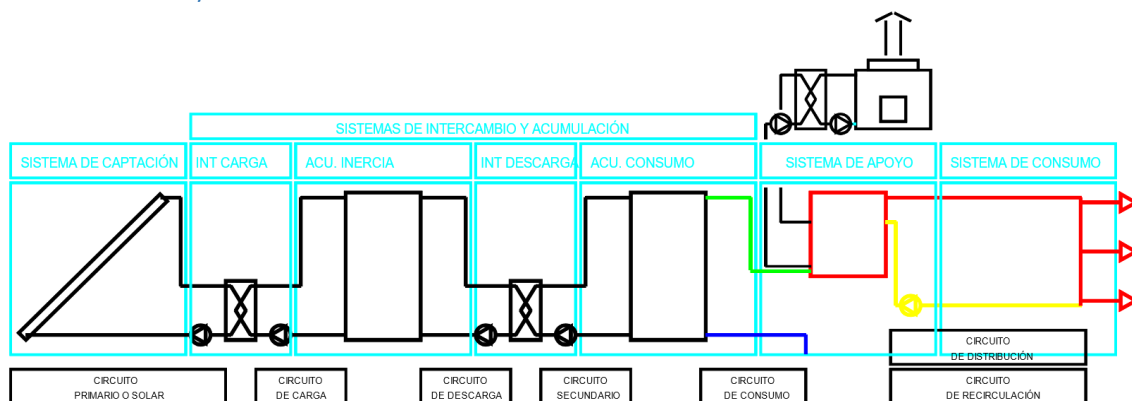 SISTEMAS DE INTERCAMBIO Y ACUMULACIÓN
SISTEMA DE CAPTACIÓN
INT CARGA
ACU. INERCIA
INT DESCARGA
ACU. CONSUMO
SISTEMA DE APOYO
SISTEMA DE CONSUMO
CIRCUITO
DE DISTRIBUCIÓN
CIRCUITO
PRIMARIO O SOLAR
CIRCUITO
DE CARGA
CIRCUITO
DE DESCARGA
CIRCUITO
SECUNDARIO
CIRCUITO
DE CONSUMO
CIRCUITO
DE RECIRCULACIÓN